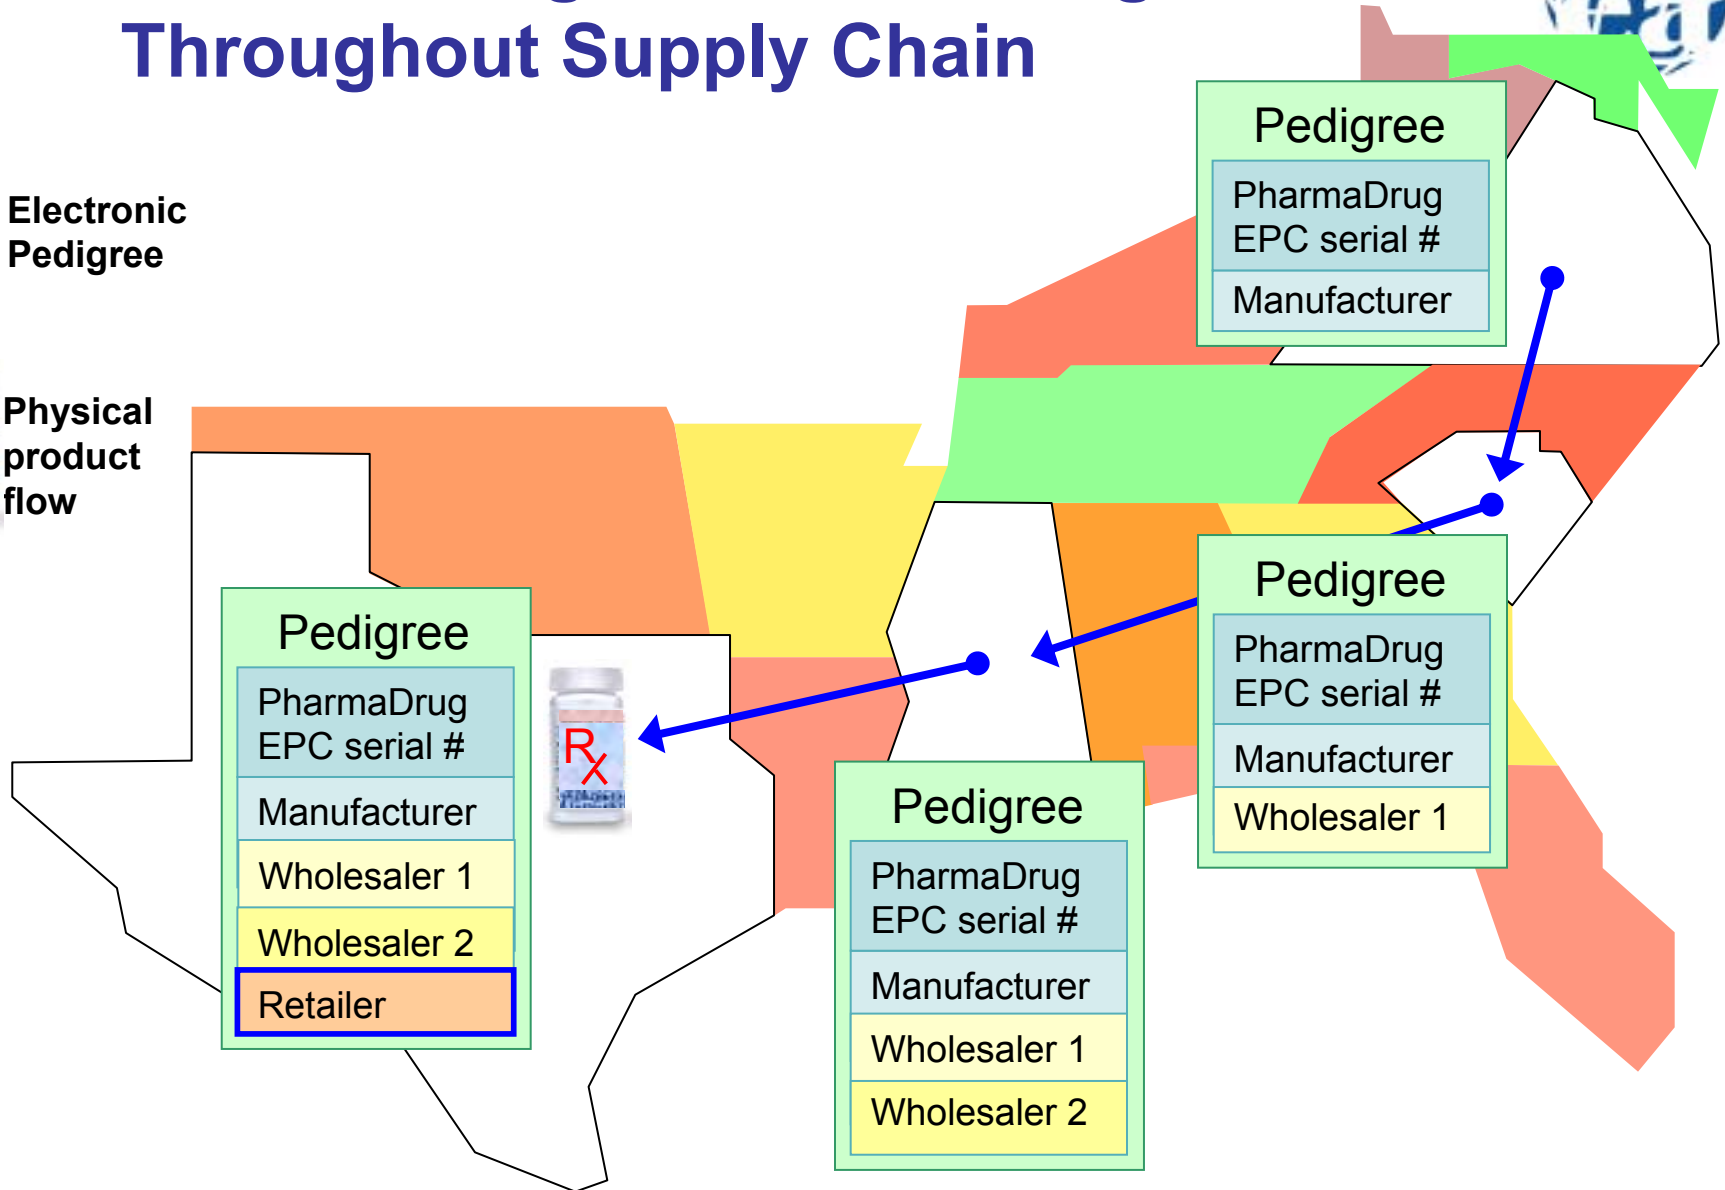 Throughout Supply Chain
Electronic
Pedigree
Physical
product
flow
Pedigree
PharmaDrug
EPC serial #
Manufacturer
Pedigree
PharmaDrug
EPC serial #
Manufacturer
Wholesaler 1
Pedigree
PharmaDrug
EPC serial #
Manufacturer
Wholesaler 1
Wholesaler 2
Pedigree
PharmaDrug
EPC serial #
Manufacturer
Wholesaler 1
Wholesaler 2
Retailer
Rx